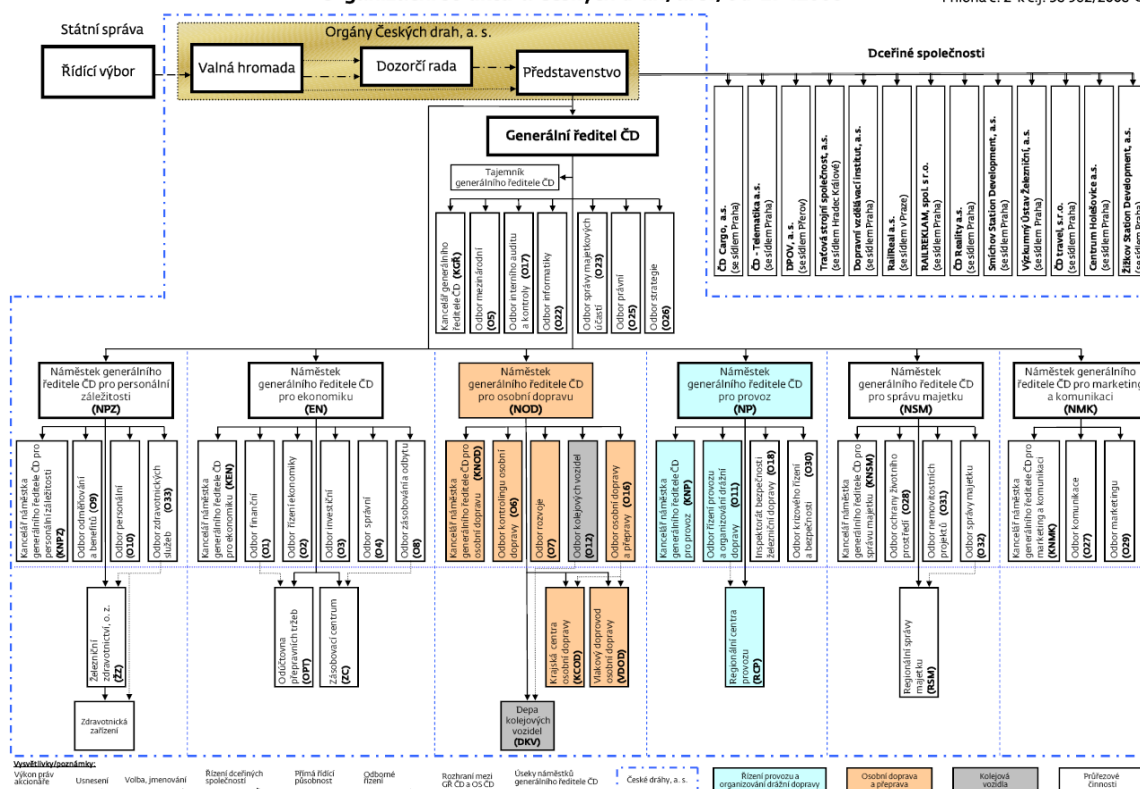 Státní správa
Řídící výbor
Orgány Českých drah, a. s.
Valná hromada
Dozorčí rada
Představenstvo
Dceřiné společnosti
Generální ředitel ČD
Tajemník
generálního ředitele ČD
ČD Cargo, a.s.
(se sídlem Praha)
ČD - Telematika a.s.
(se sídlem Praha)
DPOV, a. s.
(se sídlem Přerov)
Traťová strojní společnost, a.s.
(se sídlem Hradec Králové)
Dopravní vzdělávací institut, a.s.
(se sídlem Praha)
RailReal a.s.
(se sídlem v Praze)
RAILREKLAM, spol. s r.o.
(se sídlem Praha)
ČD Reality a.s.
(se sídlem Praha)
Smíchov Station Development, a.s.
(se sídlem Praha)
Výzkumný Ústav Železniční, a.s.
(se sídlem Praha)
ČD travel, s.r.o.
(se sídlem Praha)
Centrum Holešovice a.s.
(se sídlem Praha)
Žižkov Station Development, a.s.
(se sídlem Praha)
Kancelář generálního
ředitele ČD (KGŘ)
Odbor mezinárodní
(O5)
Odbor interního auditu
a kontroly (O17)
Odbor informatiky
(O22)
Odbor správy majetkových
účastí (O23)
Odbor právní
(O25)
Odbor strategie
(O26)
Náměstek generálního
ředitele ČD pro personální
záležitosti
(NPZ)
Náměstek
generálního ředitele ČD
pro ekonomiku
(EN)
Náměstek
generálního ředitele ČD
pro osobní dopravu
(NOD)
Náměstek
generálního ředitele ČD
pro provoz
(NP)
Náměstek
generálního ředitele ČD
pro správu majetku
(NSM)
Náměstek generálního
ředitele ČD pro marketing
a komunikaci
(NMK)
Kancelář náměstka
generálního ředitele ČD pro
personální záležitosti
(KNPZ)
Odbor odměňování
a benefitů (O9)
Odbor personální
(O10)
Odbor zdravotnických
služeb (O33)
Kancelář náměstka
generálního ředitele ČD
pro ekonomiku (KEN)
Odbor finanční
(O1)
Odbor řízení ekonomiky
(O2)
Odbor investiční
(O3)
Odbor správní
(O4)
Odbor zásobování a odbytu
(O8)
Kancelář náměstka
generálního ředitele ČD pro
osobní dopravu (KNOD)
Odbor kontrolingu osobní
dopravy (O6)
Odbor rozvoje
(O7)
Odbor kolejových vozidel
(O12)
Odbor osobní dopravy
a přepravy (O16)
Kancelář náměstka
generálního ředitele ČD
pro provoz (KNP)
Odbor řízení provozu
a organizování drážní
dopravy (O11)
Inspektorát bezpečnosti
železniční dopravy (O18)
Odbor krizového řízení
a bezpečnosti (O30)
Kancelář náměstka
generálního ředitele ČD pro
správu majetku (KNSM)
Odbor ochrany životního
prostředí (O28)
Odbor nemovitostních
projektů (O31)
Odbor správy majetku
(O32)
Kancelář náměstka
generálního ředitele ČD pro
marketing a komunikaci
(KNMK)
Odbor komunikace
(O27)
Odbor marketingu
(O29)
Železniční
zdravotnictví, o. z.
(ŽZ)
Odúčtovna
přepravních tržeb
(OPT)
Zásobovací centrum
(ZC)
Krajská centra
osobní dopravy
(KCOD)
Vlakový doprovod
osobní dopravy
(VDOD)
Regionální centra
provozu
(RCP)
Regionální správy
majetku
(RSM)
Zdravotnická
zařízení
Depa
kolejových
vozidel
(DKV)
Vysvětlivky/poznámky:
Výkon práv
akcionáře
Usnesení
Volba, jmenování
Řízení dceřiných
společností
Přímá řídící
působnost
Odborné
řízení
Rozhraní mezi
GŘ ČD a OS ČD
Úseky náměstků
generálního ředitele ČD
České dráhy, a. s.
Řízení provozu a
organizování drážní dopravy
Osobní doprava
a přeprava
Kolejová
vozidla
Průřezové
činnosti